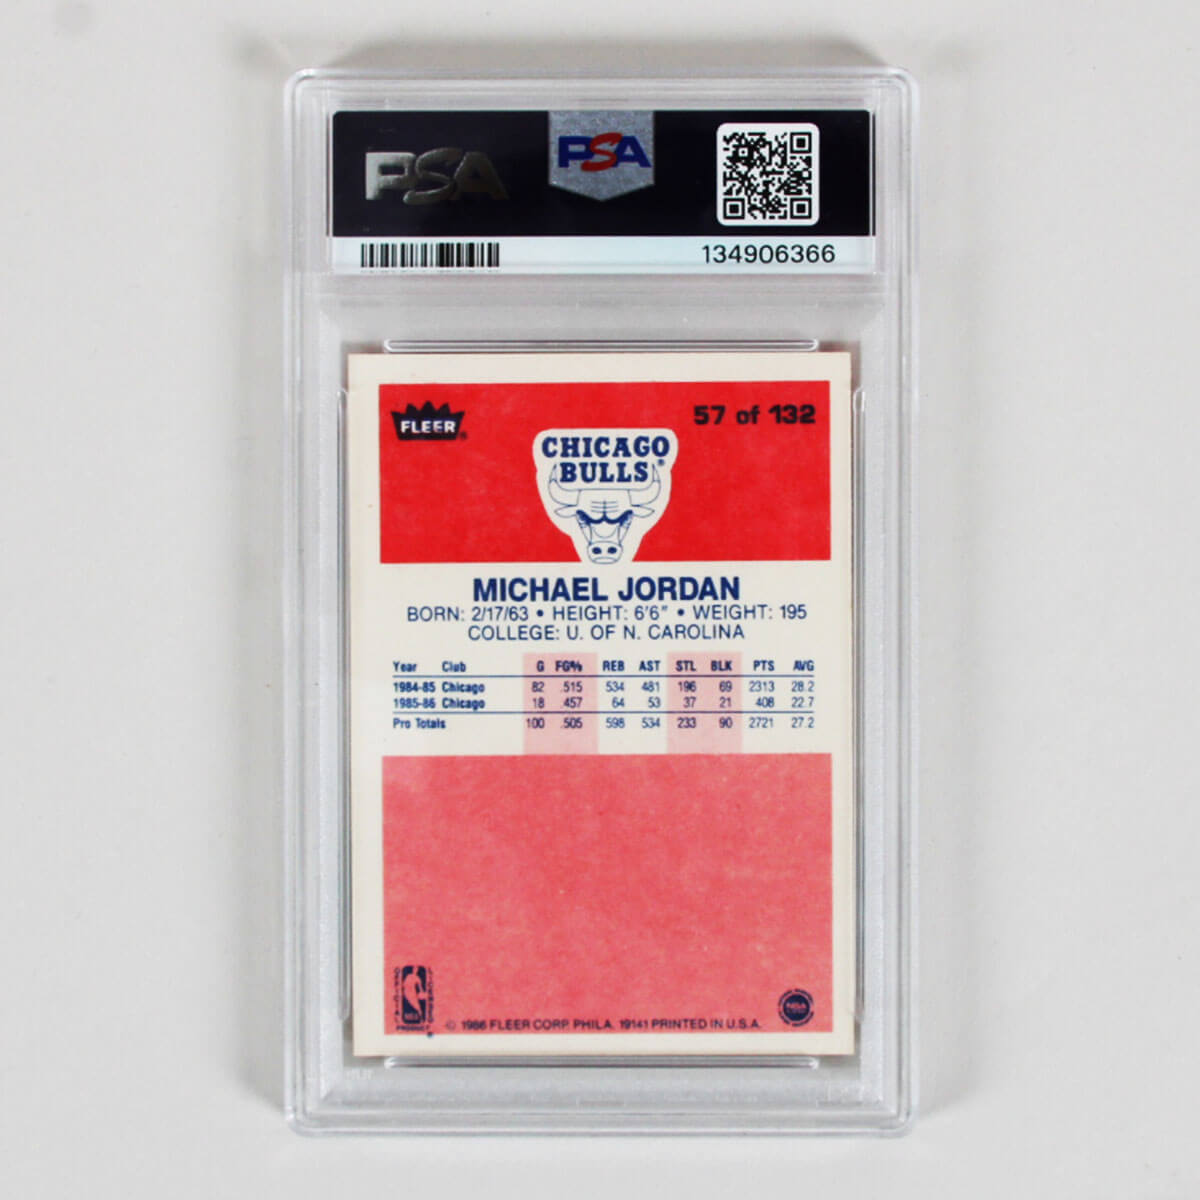 PSA
PSA
134906366
FLEER®
57 of 132
CHICAGO
BULLS®
MICHAEL JORDAN
BORN: 2/17/63 • HEIGHT: 6'6" • WEIGHT: 195
COLLEGE: U. OF N. CAROLINA
Year Club G FG% REB AST STL BLK PTS AVG
1984-85 Chicago 82 .515 534 481 196 69 2313 28.2
1985-86 Chicago 18 .457 64 53 37 21 408 22.7
Pro Totals 100 .505 598 534 233 90 2721 27.2
NBA
PRODUCT
© 1986 FLEER CORP. PHILA. 19141 PRINTED IN U.S.A.